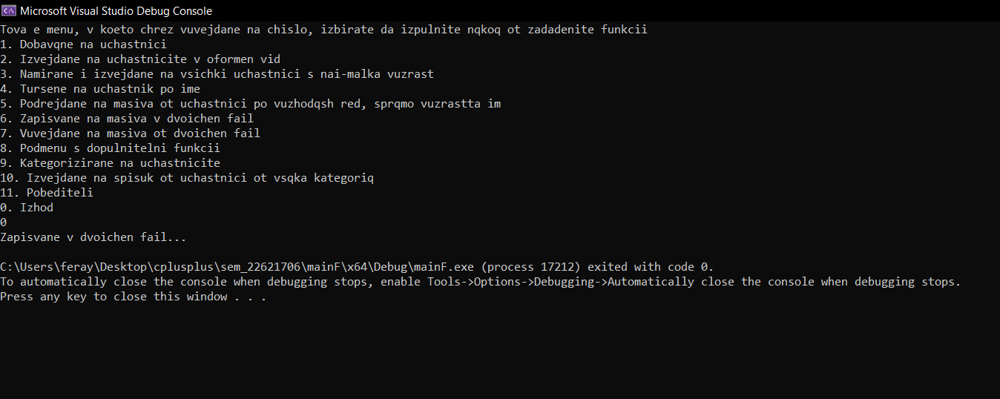 Microsoft Visual Studio Debug Console
Tova e menu, v koeto chrez vuvejdane na chislo, izbirate da izpulnite nqkoq ot zadadenite funkcii
1. Dobavqne na uchastnici
2. Izvejdane na uchastnicite v oformen vid
3. Namirane i izvejdane na vsichki uchastnici s nai-malka vuzrast
4. Tursene na uchastnik po ime
5. Podrejdane na masiva ot uchastnici po vuzhodqsh red, sprqmo vuzrastta im
6. Zapisvane na masiva v dvoichen fail
7. Vuvejdane na masiva ot dvoichen fail
8. Podmenu s dopulnitelni funkcii
9. Kategorizirane na uchastnicite
10. Izvejdane na spisuk ot uchastnici ot vsqka kategoriq
11. Pobediteli
0. Izhod
0
Zapisvane v dvoichen fail...
C:\Users\feray\Desktop\cplusplus\sem_22621706\mainF\x64\Debug\mainF.exe (process 17212) exited with code 0.
To automatically close the console when debugging stops, enable Tools->Options->Debugging->Automatically close the console when debugging stops.
Press any key to close this window . . .